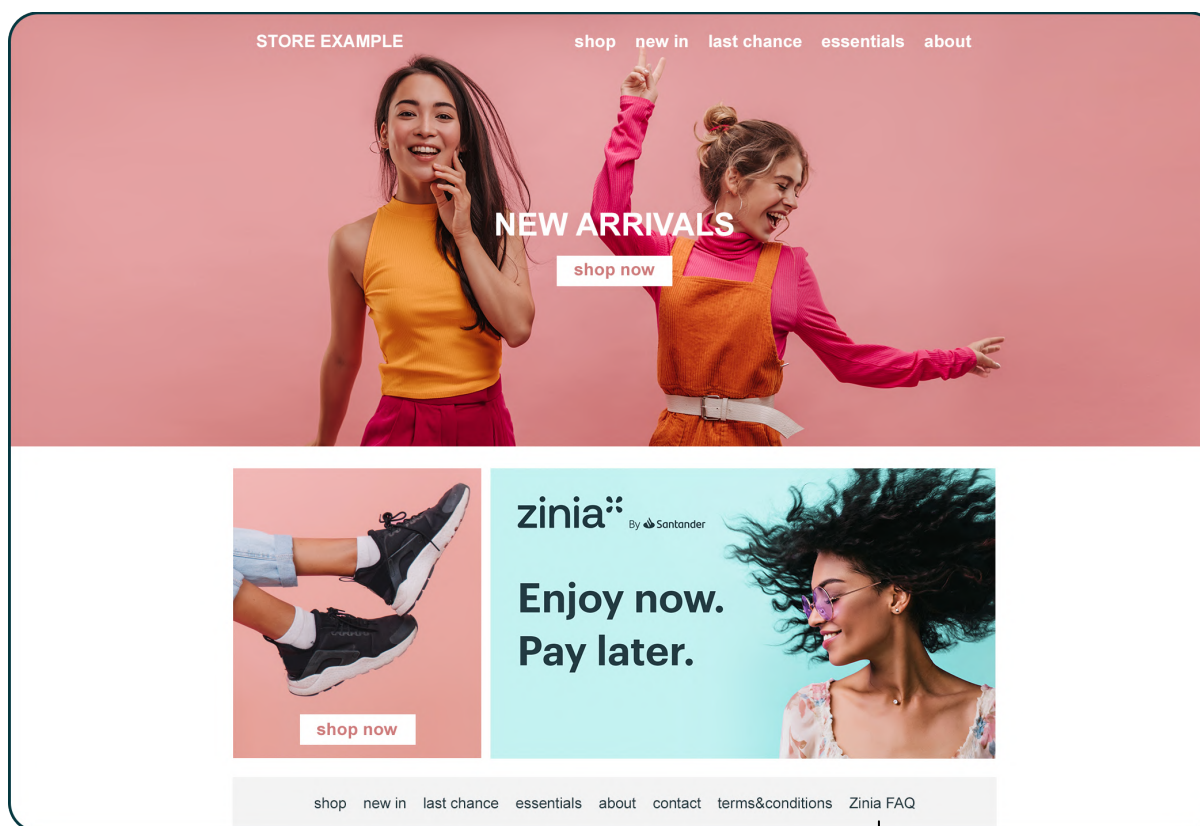 STORE EXAMPLE
shop new in last chance essentials about
NEW ARRIVALS
shop now
shop now
zinia By Santander
Enjoy now.
Pay later.
shop new in last chance essentials about contact terms&conditions Zinia FAQ